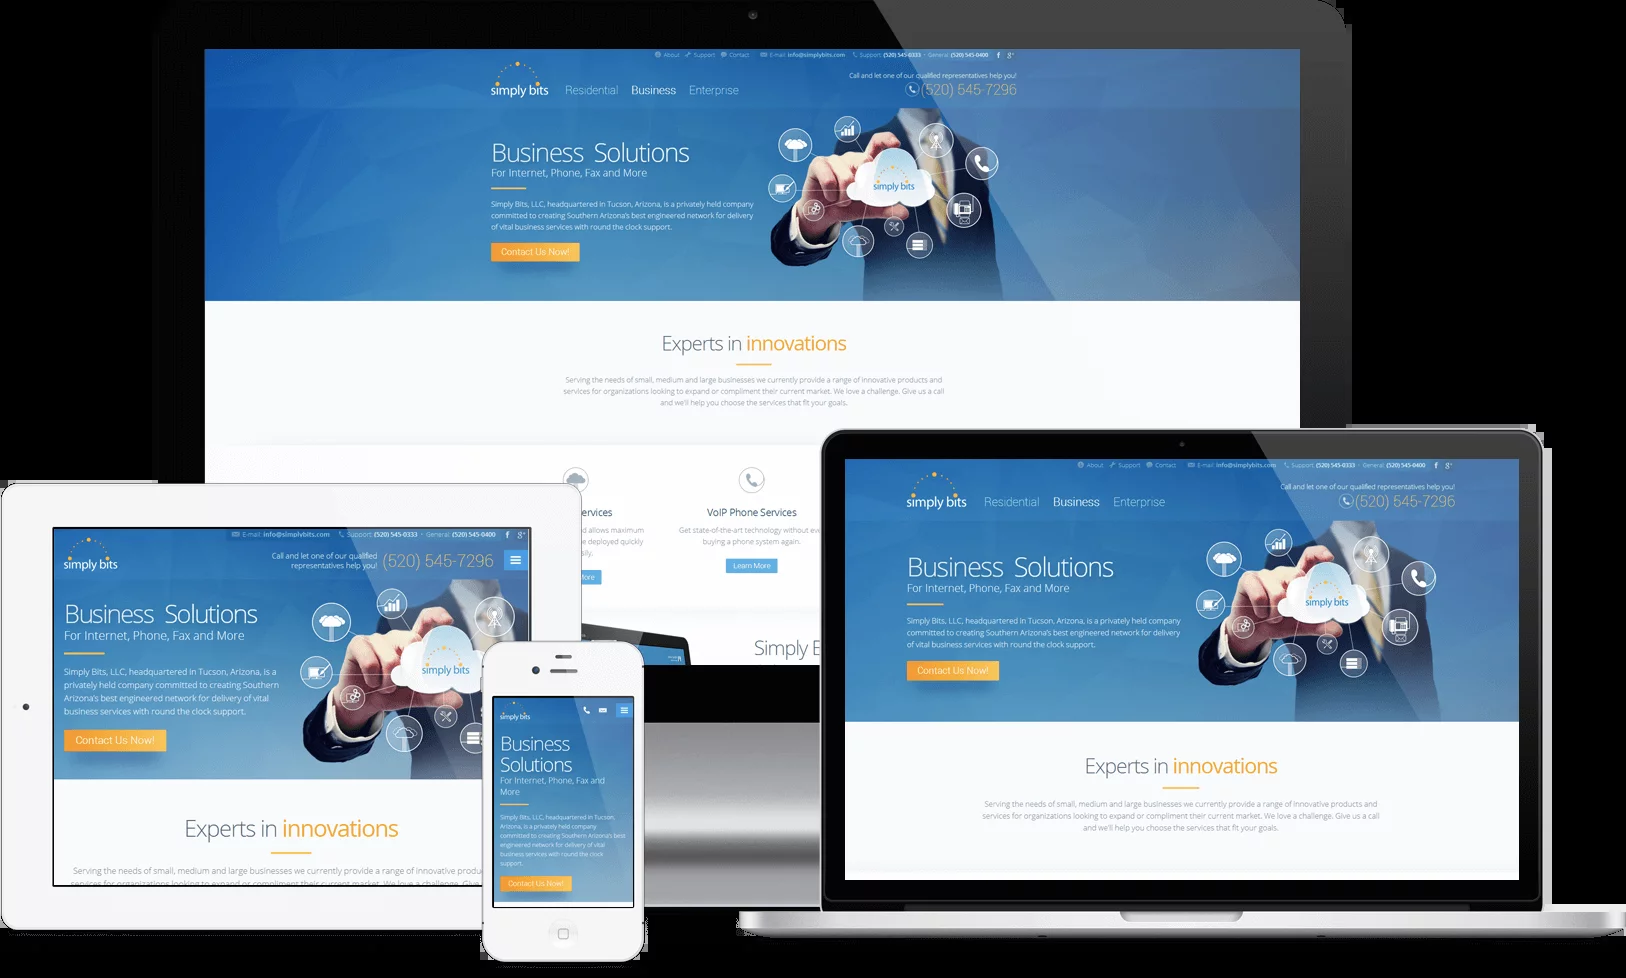 About Support Contact E-mail: info@simplybits.com Support: (520) 545-0333 - General: (520) 545-0400 f g+
simply bits Residential Business Enterprise
Call and let one of our qualified representatives help you!
(520) 545-7296
Business Solutions
For Internet, Phone, Fax and More
Simply Bits, LLC, headquartered in Tucson, Arizona, is a privately held company
committed to creating Southern Arizona's best engineered network for delivery
of vital business services with round the clock support.
Contact Us Now!
simply bits
Experts in innovations
Serving the needs of small, medium and large businesses we currently provide a range of innovative products and
services for organizations looking to expand or compliment their current market. We love a challenge. Give us a call
and we'll help you choose the services that fit your goals.
ervices
d allows maximum
e deployed quickly
sily.
ore
VoIP Phone Services
Get state-of-the-art technology without eve
buying a phone system again.
Learn More
Simply B
E-mail: info@simplybits.com Support: (520) 545-0333 - General: (520) 545-0400 f g+
simply bits
Call and let one of our qualified
representatives help you!
(520) 545-7296
Business Solutions
For Internet, Phone, Fax and More
Simply Bits, LLC, headquartered in Tucson, Arizona, is a
privately held company committed to creating Southern
Arizona's best engineered network for delivery of vital
business services with round the clock support.
Contact Us Now!
simply bits
Experts in innovations
Serving the needs of small, medium and large businesses we currently provide a range of innovative produc
services for organizations looking to expand or compliment their current market. We love a challenge. Give
simply bits
Business
Solutions
For Internet, Phone, Fax and
More
Simply Bits, LLC, headquartered in Tucson,
Arizona, is a privately held company
committed to creating Southern Arizona's best
engineered network for delivery of vital
business services with round the clock
support.
Contact Us Now!
About Support Contact E-mail: info@simplybits.com Support: (520) 545-0333 - General: (520) 545-0400 f g+
simply bits Residential Business Enterprise
Call and let one of our qualified representatives help you!
(520) 545-7296
Business Solutions
For Internet, Phone, Fax and More
Simply Bits, LLC, headquartered in Tucson, Arizona, is a privately held company
committed to creating Southern Arizona's best engineered network for delivery
of vital business services with round the clock support.
Contact Us Now!
simply bits
Experts in innovations
Serving the needs of small, medium and large businesses we currently provide a range of innovative products and
services for organizations looking to expand or compliment their current market. We love a challenge. Give us a call
and we'll help you choose the services that fit your goals.